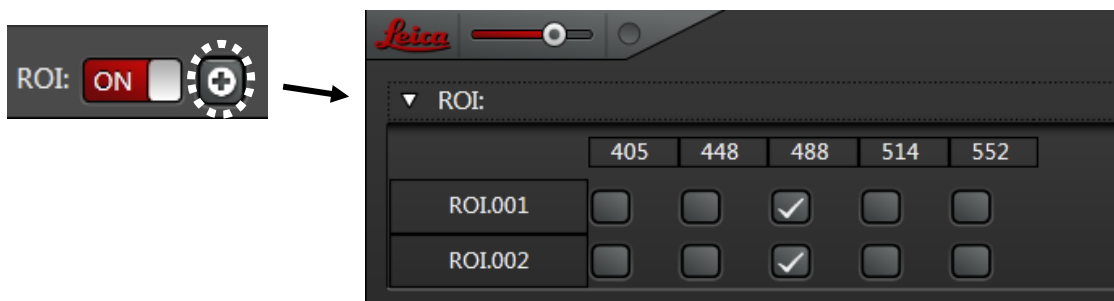 ROI: ON
Leica
ROI:
405 448 488 514 552
ROI.001
ROI.002